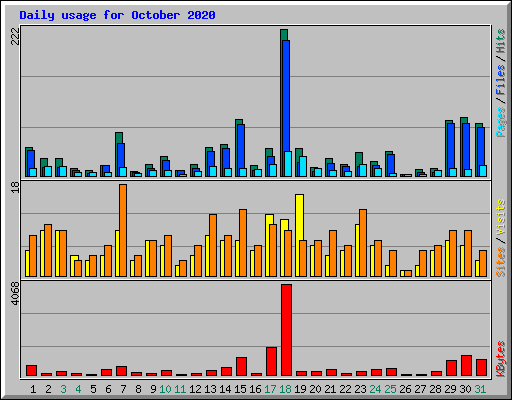 Daily usage for October 2020
222
Pages / Files / Hits
18
Sites / Visits
4068
KBytes
1 2 3 4 5 6 7 8 9 10 11 12 13 14 15 16 17 18 19 20 21 22 23 24 25 26 27 28 29 30 31